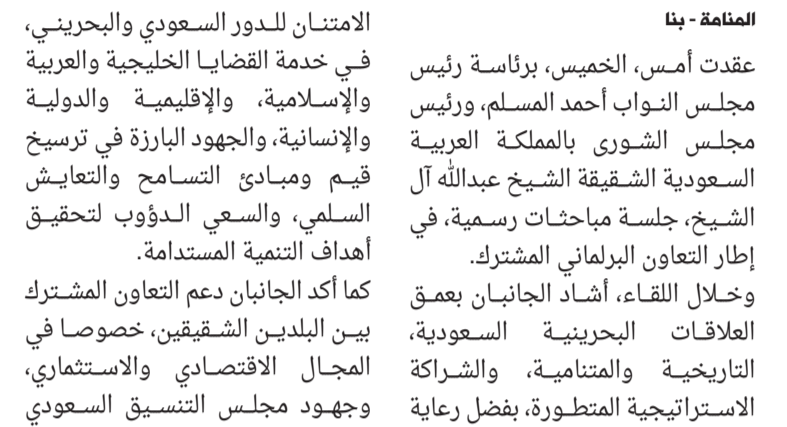 المنامة - بنا
عقدت أمس، الخميس، برئاسة رئيس
مجلس النواب أحمد المسلم، ورئيس
مجلس الشورى بالمملكة العربية
السعودية الشقيقة الشيخ عبدالله آل
الشيخ، جلسة مباحثات رسمية، في
إطار التعاون البرلماني المشترك.
وخلال اللقاء، أشاد الجانبان بعمق
العلاقات البحرينية السعودية،
التاريخية والمتنامية، والشراكة
الاستراتيجية المتطورة، بفضل رعاية
الامتنان للدور السعودي والبحريني،
في خدمة القضايا الخليجية والعربية
والإسلامية، والإقليمية والدولية
والإنسانية، والجهود البارزة في ترسيخ
قيم ومبادئ التسامح والتعايش
السلمي، والسعي الدؤوب لتحقيق
أهداف التنمية المستدامة.
كما أكد الجانبان دعم التعاون المشترك
بين البلدين الشقيقين، خصوصا في
المجال الاقتصادي والاستثماري،
وجهود مجلس التنسيق السعودي